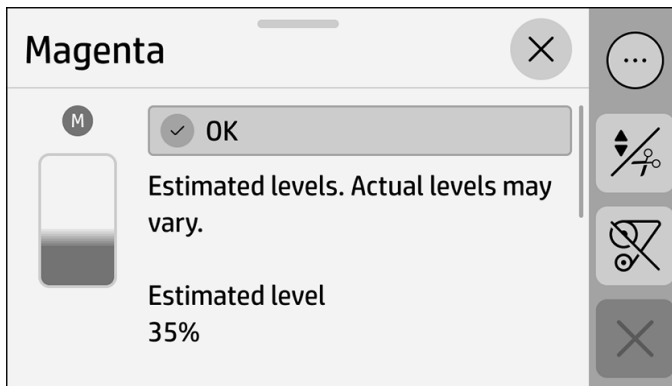 Magenta
M
OK
Estimated levels. Actual levels may
vary.
Estimated level
35%